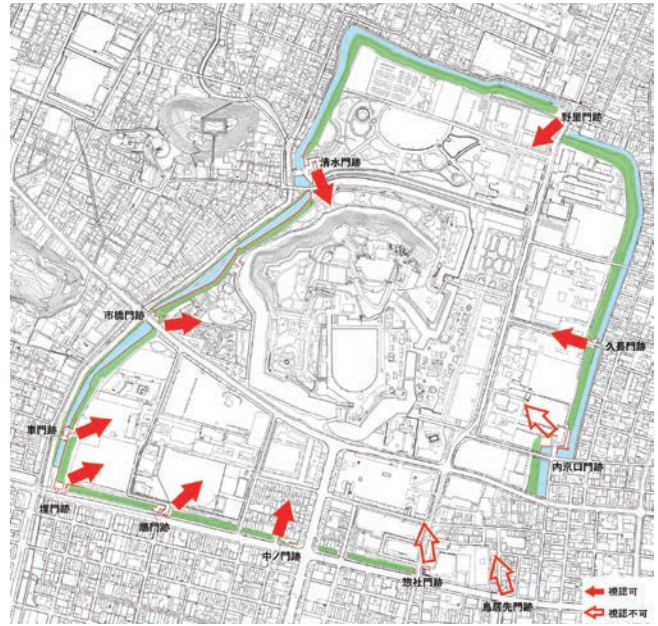 野里門跡
清水門跡
市橋門跡
久長門跡
車門跡
内京口門跡
埋門跡
鵰門跡
中ノ門跡
惣社門跡
鳥居先門跡
視認可
視認不可